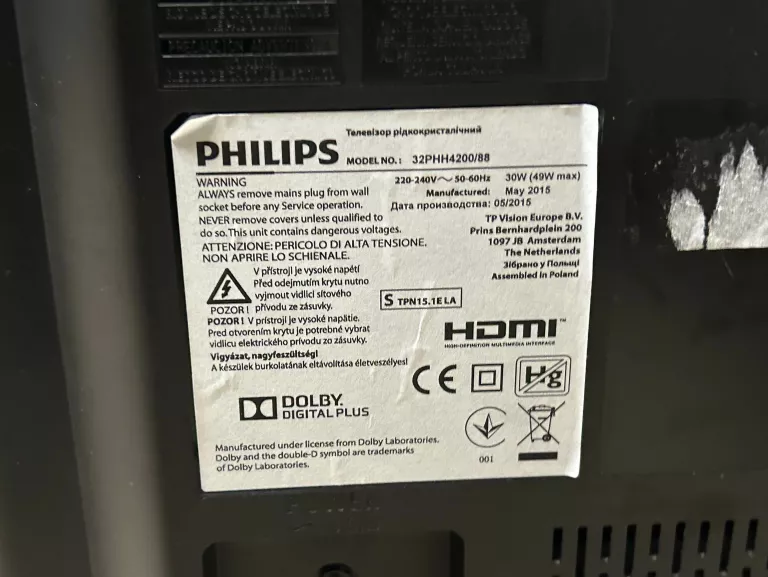 Телевізор рідкокристалічний
PHILIPS MODEL NO.: 32PHH4200/88
WARNING
ALWAYS remove mains plug from wall
socket before any Service operation.
NEVER remove covers unless qualified to
do so. This unit contains dangerous voltages.
ATTENZIONE: PERICOLO DI ALTA TENSIONE.
NON APRIRE LO SCHIENALE.
220-240V~ 50-60Hz 30W (49W max)
Manufactured: May 2015
Дата производства: 05/2015
TP Vision Europe B.V.
Prins Bernhardplein 200
1097 JB Amsterdam
The Netherlands
Зібрано у Польщі
Assembled in Poland
V přístroji je vysoké napětí
Před odejmutím krytu nutno
vyjmout vidlici síťového
POZOR! přívodu ze zásuvky.
POZOR! V prístroji je vysoké napätie.
Pred otvorením krytu je potrebné vybrat
vidlicu elektrického prívodu zo zásuvky.
Vigyázat, nagyfeszültség!
A készülek burkolatának eltávolítása életveszélyes!
S TPN15.1E LA
HDMI™
HIGH-DEFINITION MULTIMEDIA INTERFACE
CE Hg
DOLBY
DIGITAL PLUS
001
Manufactured under license from Dolby Laboratories.
Dolby and the double-D symbol are trademarks
of Dolby Laboratories.